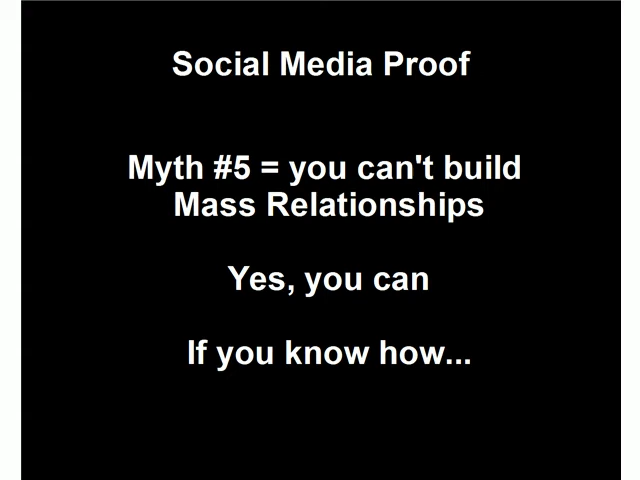 Social Media Proof
Myth #5 = you can't build
Mass Relationships
Yes, you can
If you know how...